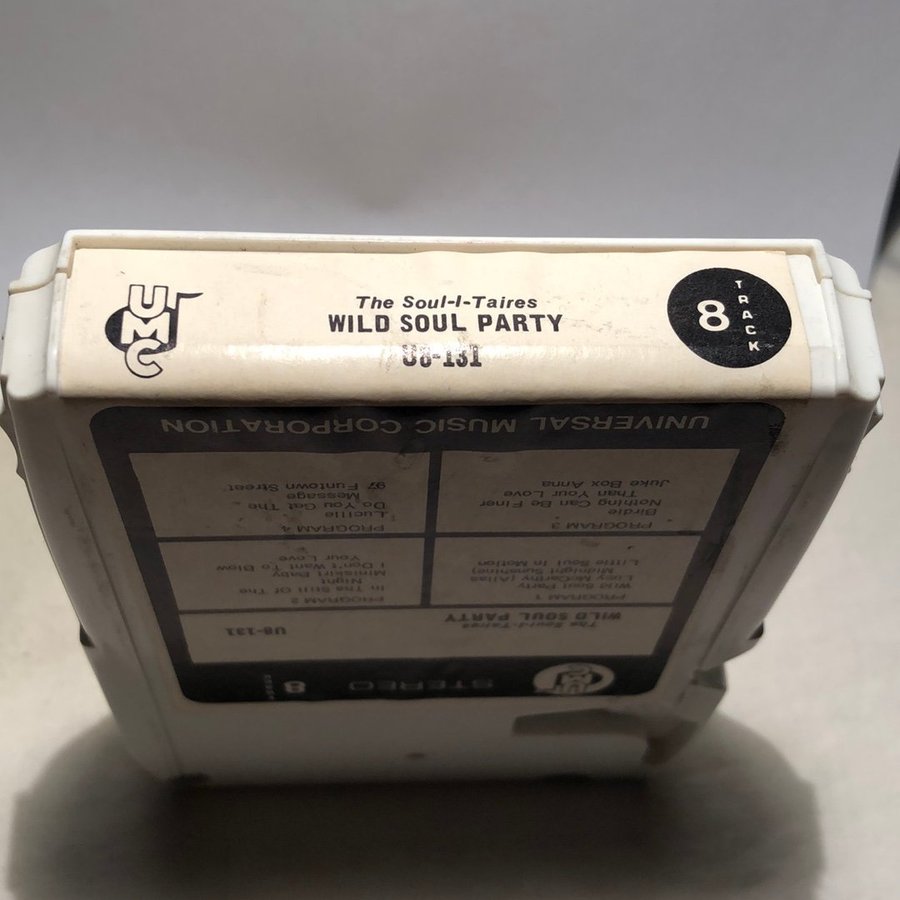 UMC
The Soul-I-Taires
WILD SOUL PARTY
U8-131
8 TRACK
UNIVERSAL MUSIC CORPORATION
STEREO
8
The Soul-I-Taires
WILD SOUL PARTY
U8-131
PROGRAM 1
Wild Soul Party
Lucy McCarthy (Alias
Midnight Sunshine)
Little Soul In Motion
PROGRAM 2
In The Still Of The
Night
Miniskirt Baby
I Don't Want To Blow
Your Love
PROGRAM 3
Birdie
Nothing Can Be Finer
Than Your Love
Juke Box Anna
PROGRAM 4
Lucille
Do You Get The
Message
97 Funtown Street